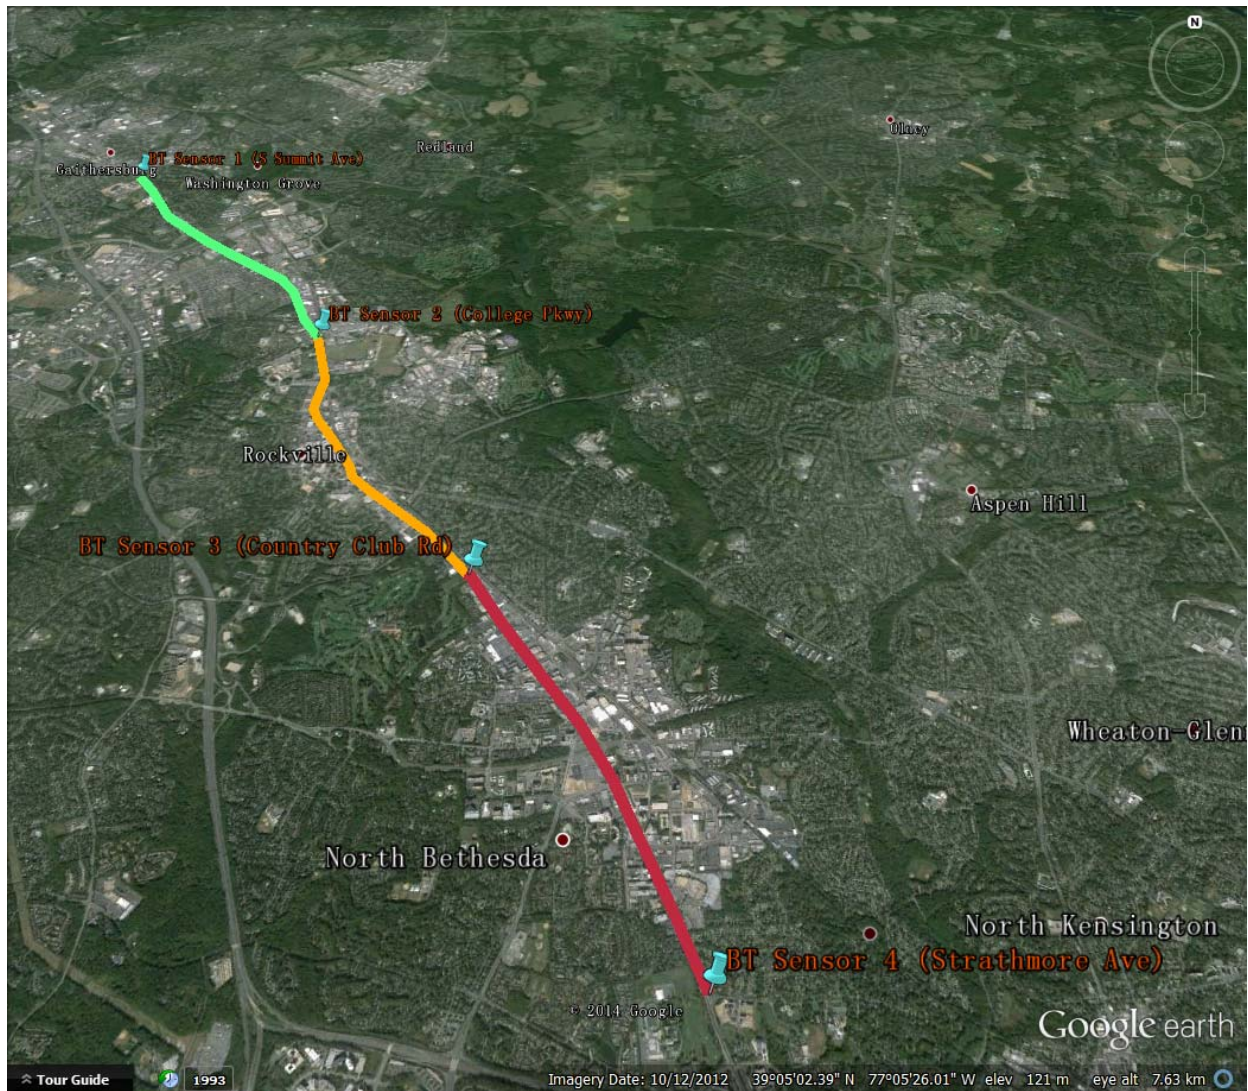 N
Olney
Redland
BT Sensor 1 (S Summit Ave)
Gaithersburg
Washington Grove
BT Sensor 2 (College Pkwy)
Rockville
Aspen Hill
BT Sensor 3 (Country Club Rd)
Wheaton-Glenn
North Bethesda
North Kensington
BT Sensor 4 (Strathmore Ave)
© 2014 Google
Google earth
Tour Guide
1993
Imagery Date: 10/12/2012 39°05'02.39" N 77°05'26.01" W elev 121 m eye alt 7.63 km